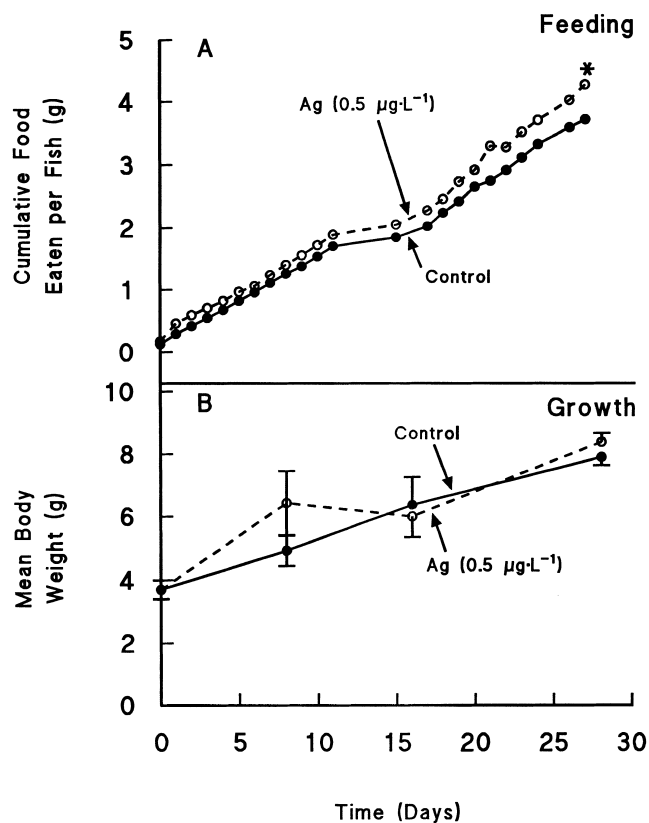 Feeding
A
5
4
3
2
1
0
Cumulative Food
Eaten per Fish (g)
Ag (0.5 µg·L⁻¹)
*
Control
B
Growth
10
8
6
4
2
0
Mean Body
Weight (g)
Control
Ag (0.5 µg·L⁻¹)
0 5 10 15 20 25 30
Time (Days)